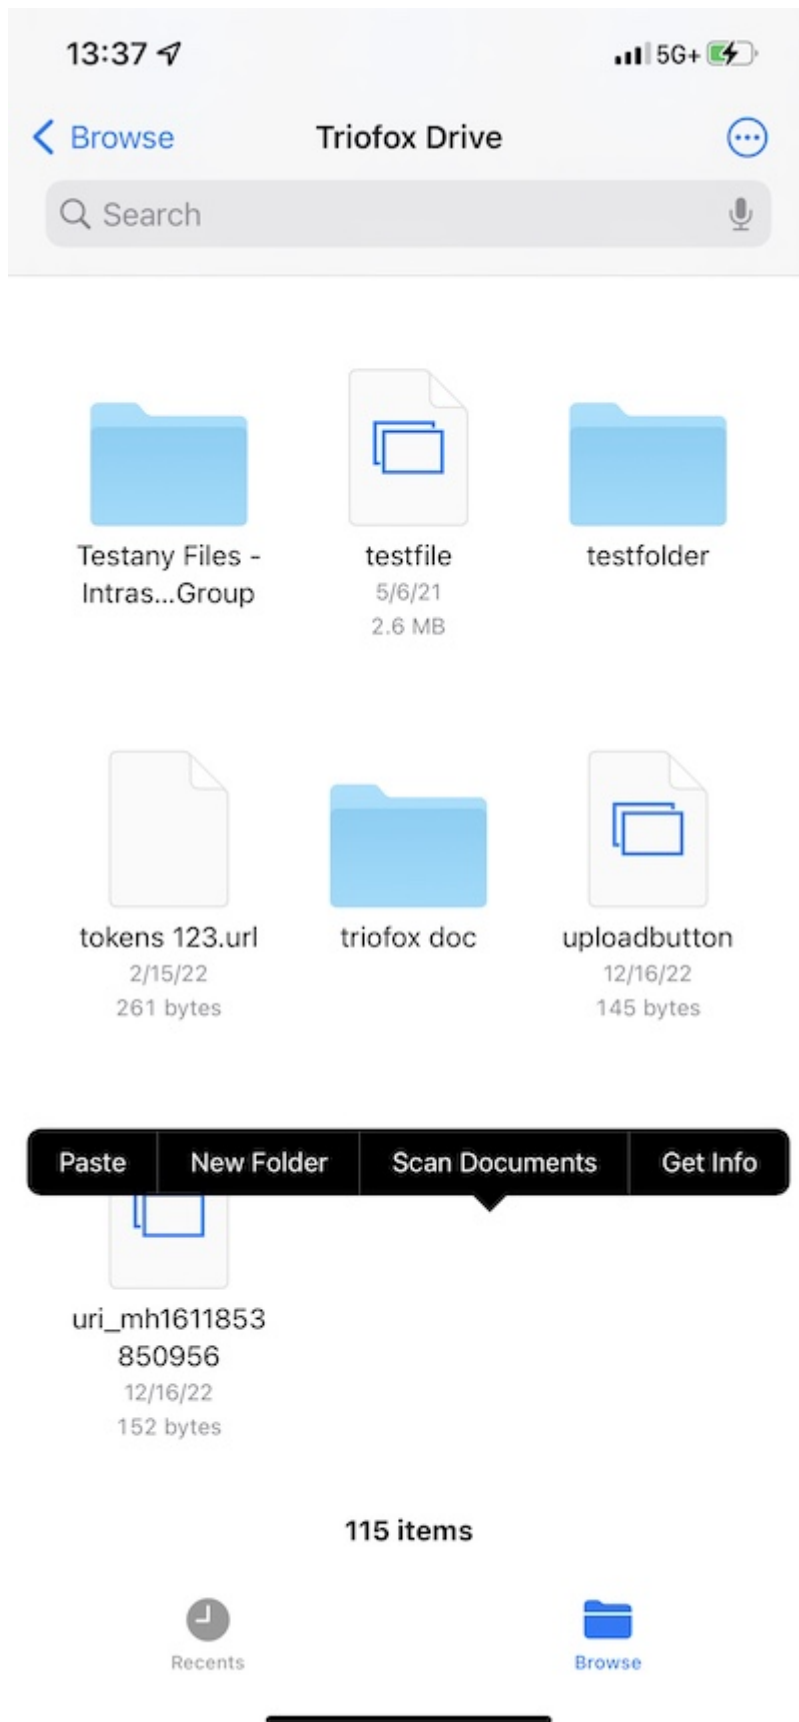 13:37 5G+
Browse Triofox Drive
Search
Testany Files - testfile testfolder
Intras...Group 5/6/21
2.6 MB
tokens 123.url triofox doc uploadbutton
2/15/22 12/16/22
261 bytes 145 bytes
Paste New Folder Scan Documents Get Info
uri_mh1611853
850956
12/16/22
152 bytes
115 items
Recents Browse